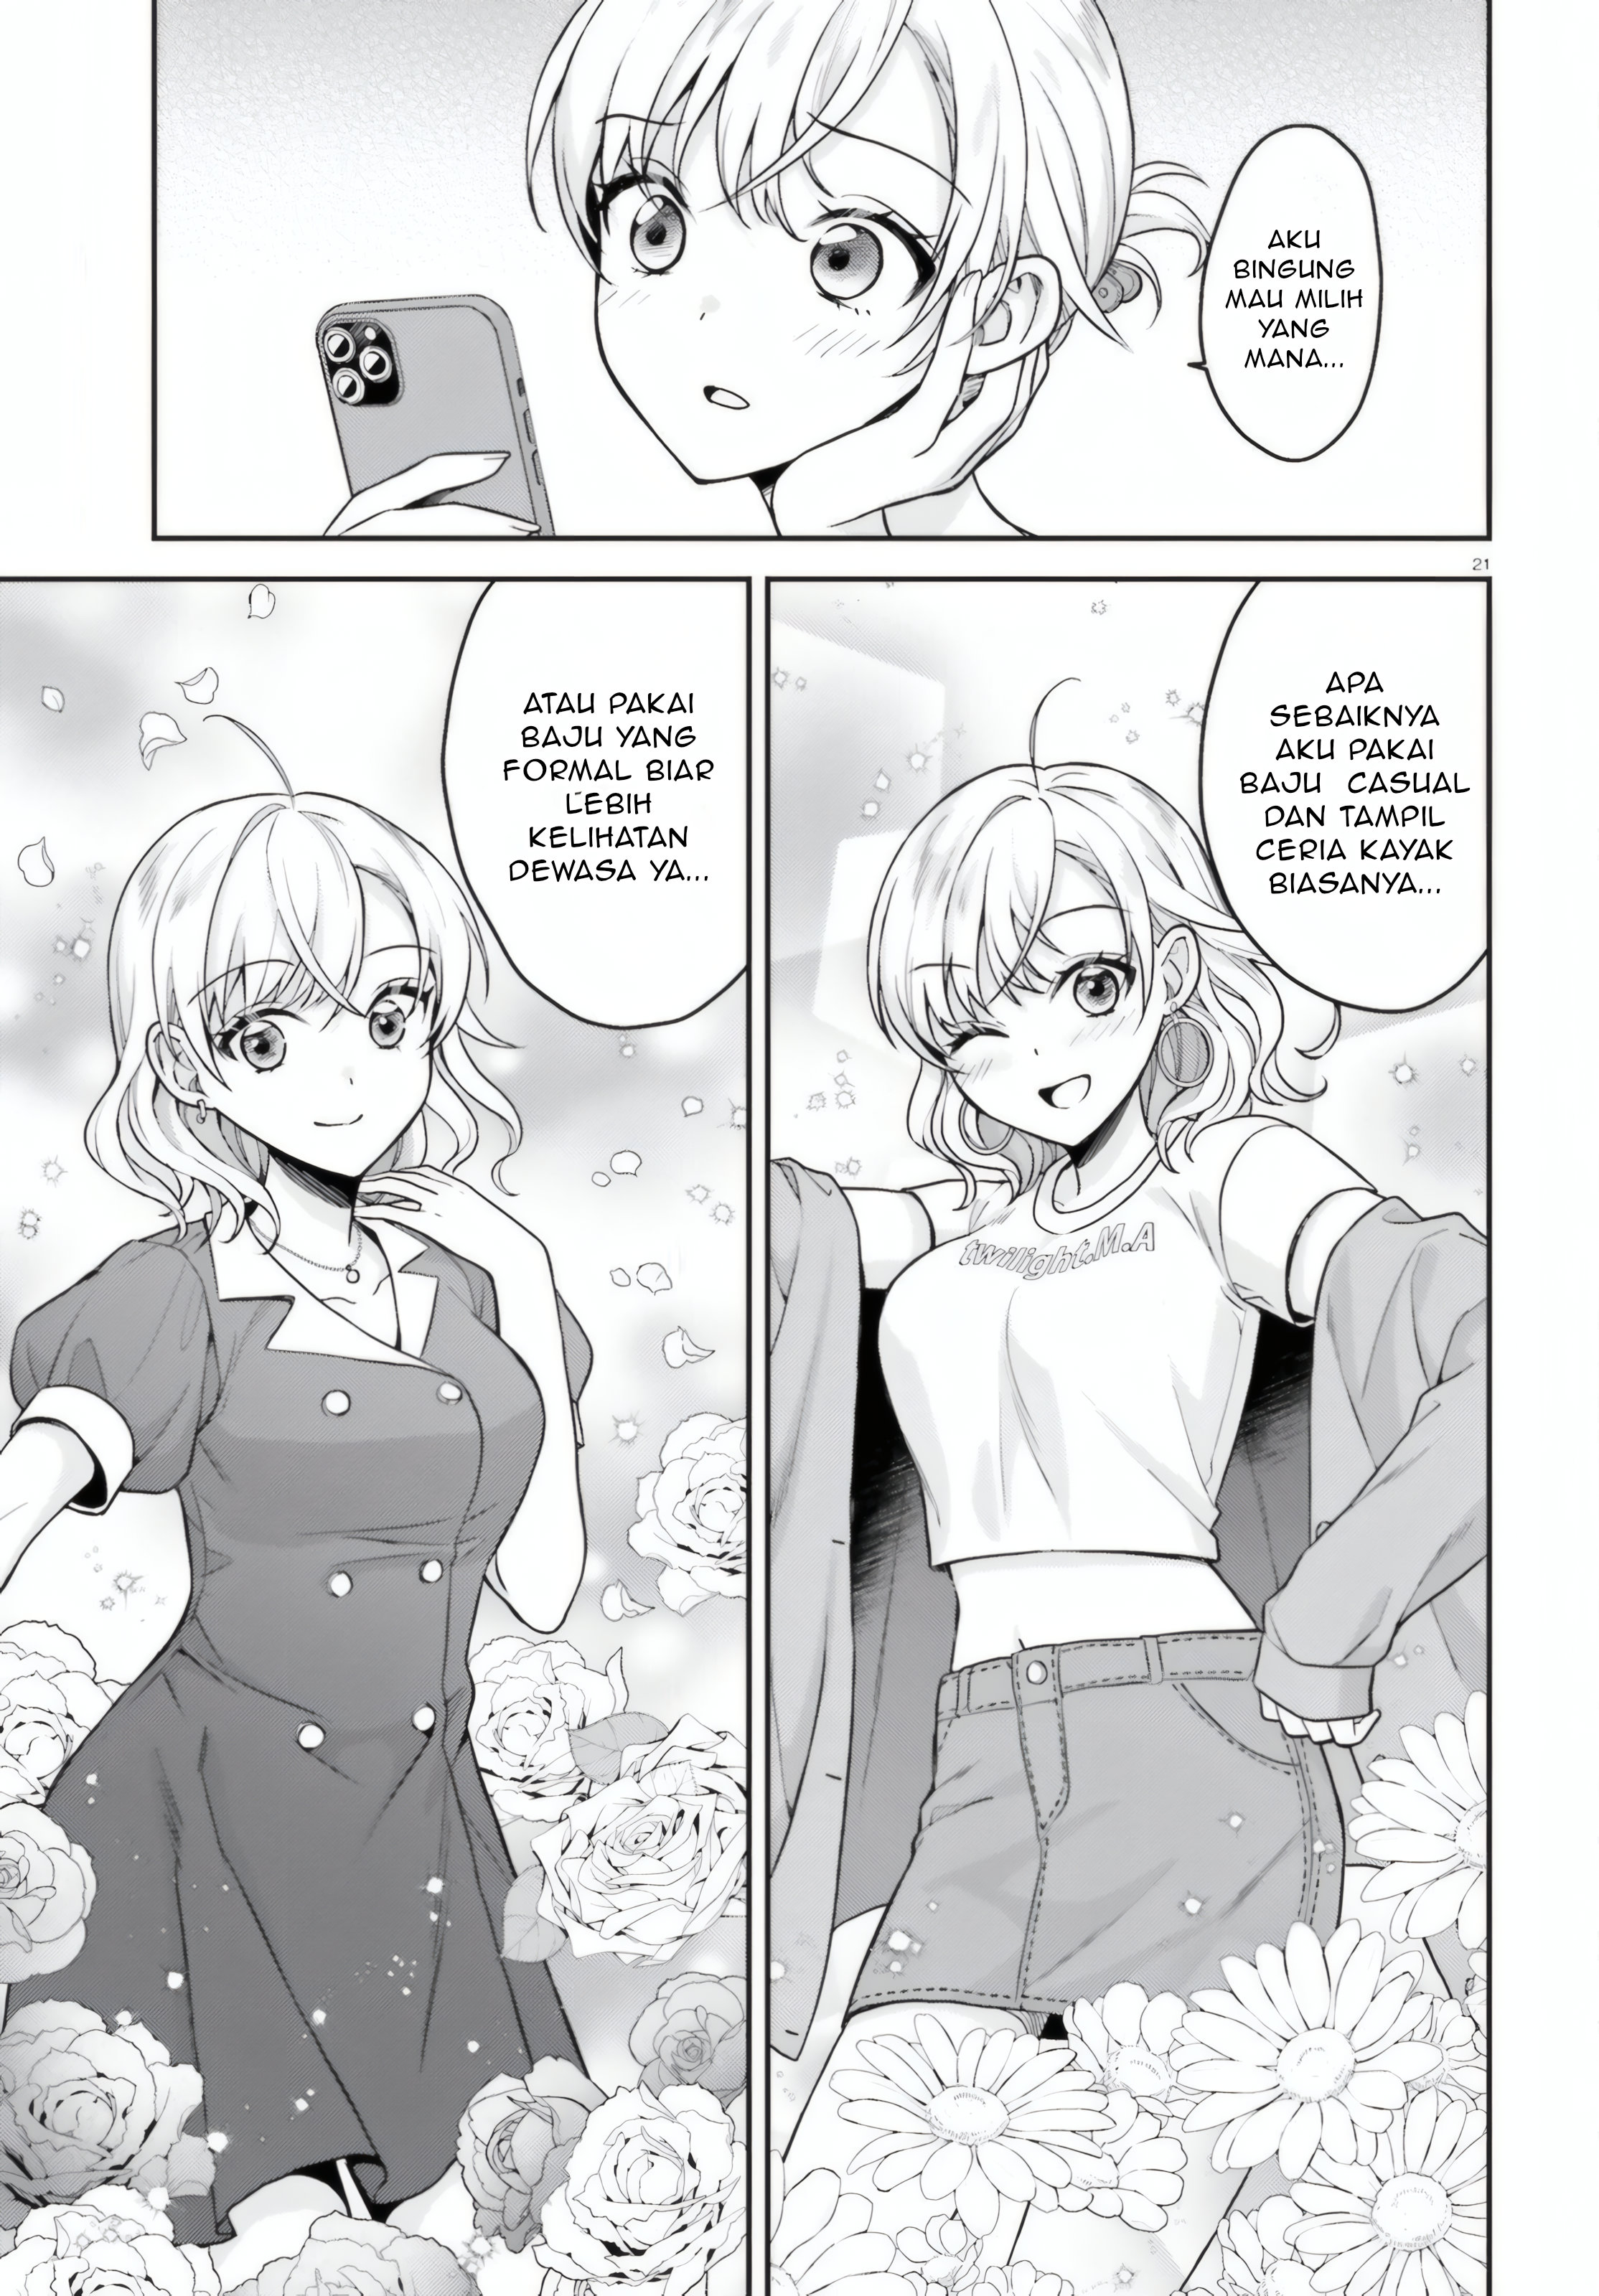 AKU
BINGUNG
MAU MILIH
YANG
MANA...
21
APA
SEBAIKNYA
AKU PAKAI
BAJU CASUAL
DAN TAMPIL
CERIA KAYAK
BIASANYA...
twilight.M.A
ATAU PAKAI
BAJU YANG
FORMAL BIAR
LEBIH
KELIHATAN
DEWASA YA...